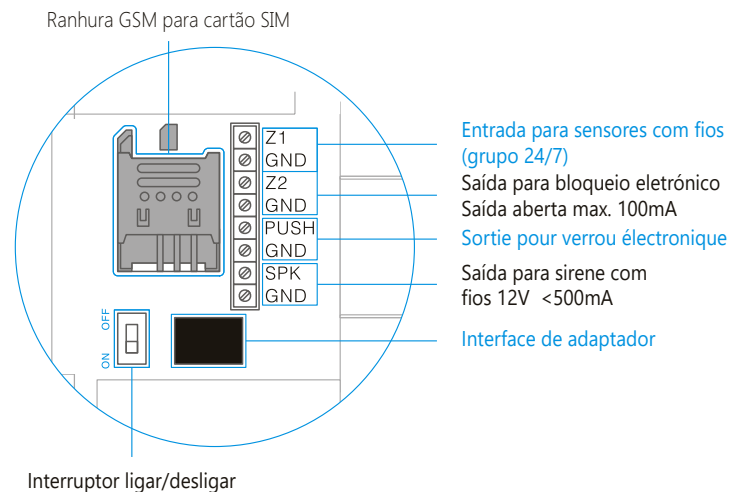 Ranhura GSM para cartão SIM
Z1
GND
Z2
GND
PUSH
GND
SPK
GND
Entrada para sensores com fios
(grupo 24/7)
Saída para bloqueio eletrónico
Saída aberta max. 100mA
Sortie pour verrou électronique
Saída para sirene com
fios 12V <500mA
Interface de adaptador
OFF
ON
Interruptor ligar/desligar